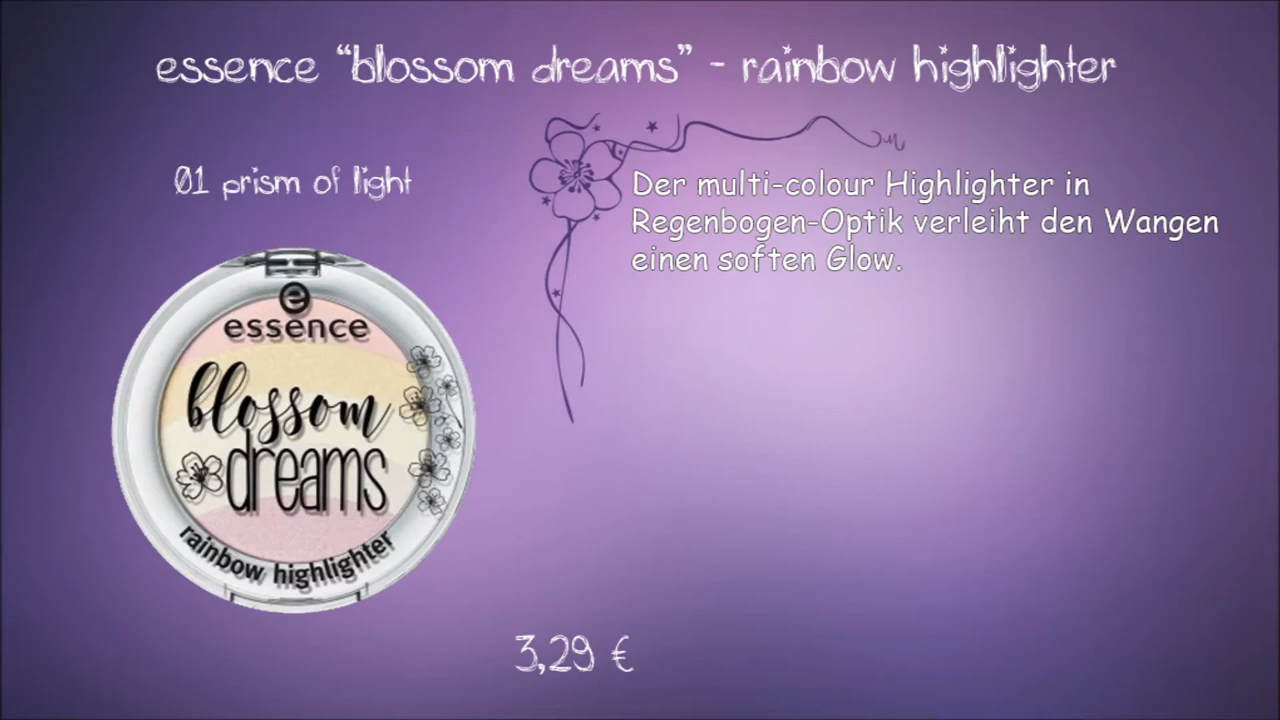 essence “blossom dreams” - rainbow highlighter
01 prism of light
Der multi-colour Highlighter in
Regenbogen-Optik verleiht den Wangen
einen soften Glow.
e
essence
blossom
dreams
rainbow highlighter
3,29 €